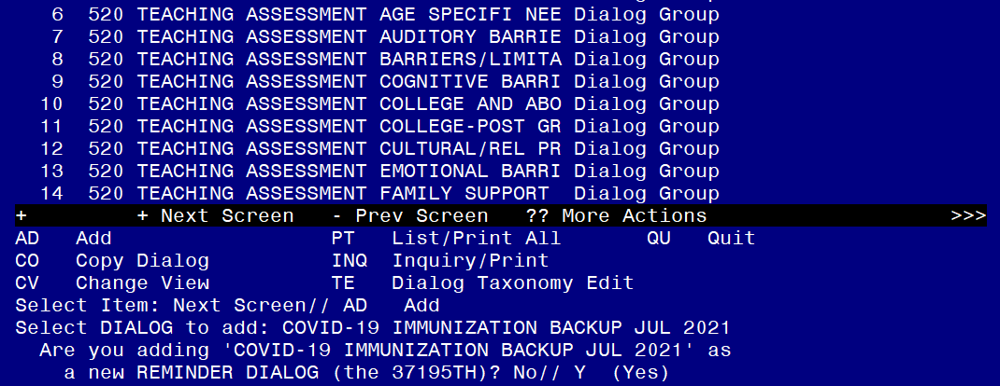 6 520 TEACHING ASSESSMENT AGE SPECIFI NEE Dialog Group
7 520 TEACHING ASSESSMENT AUDITORY BARRIE Dialog Group
8 520 TEACHING ASSESSMENT BARRIERS/LIMITA Dialog Group
9 520 TEACHING ASSESSMENT COGNITIVE BARRI Dialog Group
10 520 TEACHING ASSESSMENT COLLEGE AND ABO Dialog Group
11 520 TEACHING ASSESSMENT COLLEGE-POST GR Dialog Group
12 520 TEACHING ASSESSMENT CULTURAL/REL PR Dialog Group
13 520 TEACHING ASSESSMENT EMOTIONAL BARRI Dialog Group
14 520 TEACHING ASSESSMENT FAMILY SUPPORT Dialog Group
+ + Next Screen - Prev Screen ?? More Actions >>>
AD Add PT List/Print All QU Quit
CO Copy Dialog INQ Inquiry/Print
CV Change View TE Dialog Taxonomy Edit
Select Item: Next Screen// AD Add
Select DIALOG to add: COVID-19 IMMUNIZATION BACKUP JUL 2021
Are you adding 'COVID-19 IMMUNIZATION BACKUP JUL 2021' as
a new REMINDER DIALOG (the 37195TH)? No// Y (Yes)